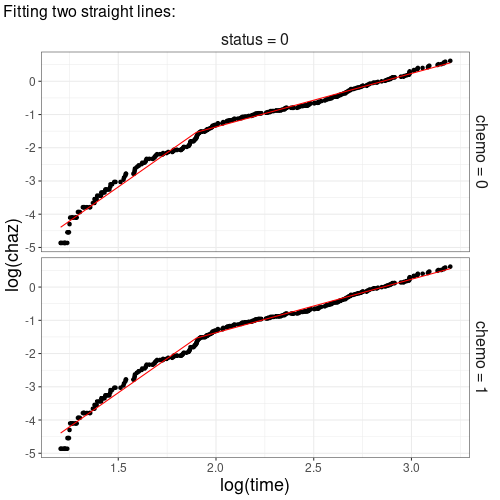 Fitting two straight lines:
status = 0
0
-1
-2
-3
-4
-5
chemo = 0
0
-1
-2
-3
-4
-5
chemo = 1
log(chaz)
1.5 2.0 2.5 3.0
log(time)